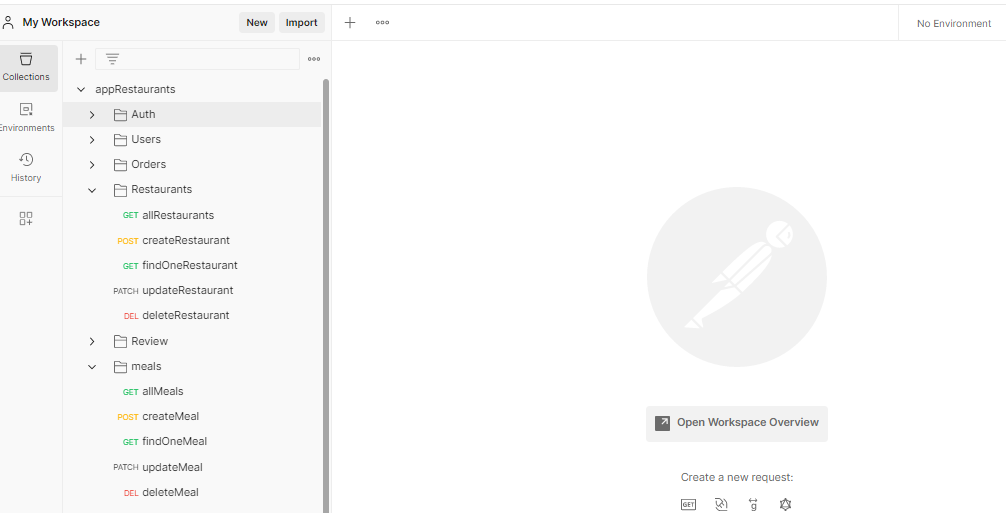 My Workspace
New
Import
No Environment
Collections
Environments
History
appRestaurants
Auth
Users
Orders
Restaurants
GET allRestaurants
POST createRestaurant
GET findOneRestaurant
PATCH updateRestaurant
DEL deleteRestaurant
Review
meals
GET allMeals
POST createMeal
GET findOneMeal
PATCH updateMeal
DEL deleteMeal
Open Workspace Overview
Create a new request:
GET
g